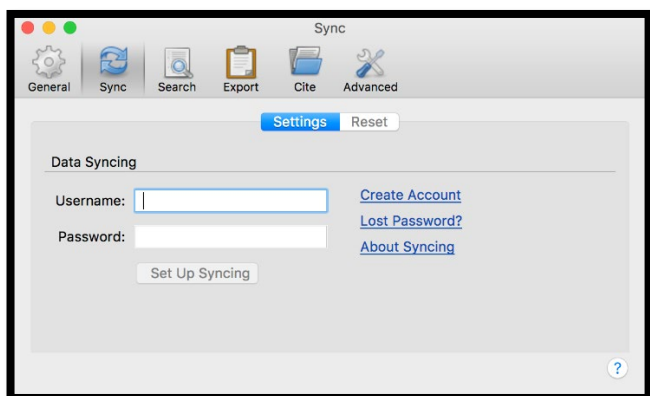 Sync
General Sync Search Export Cite Advanced
Settings Reset
Data Syncing
Username: Create Account
Lost Password?
Password:
About Syncing
Set Up Syncing
?